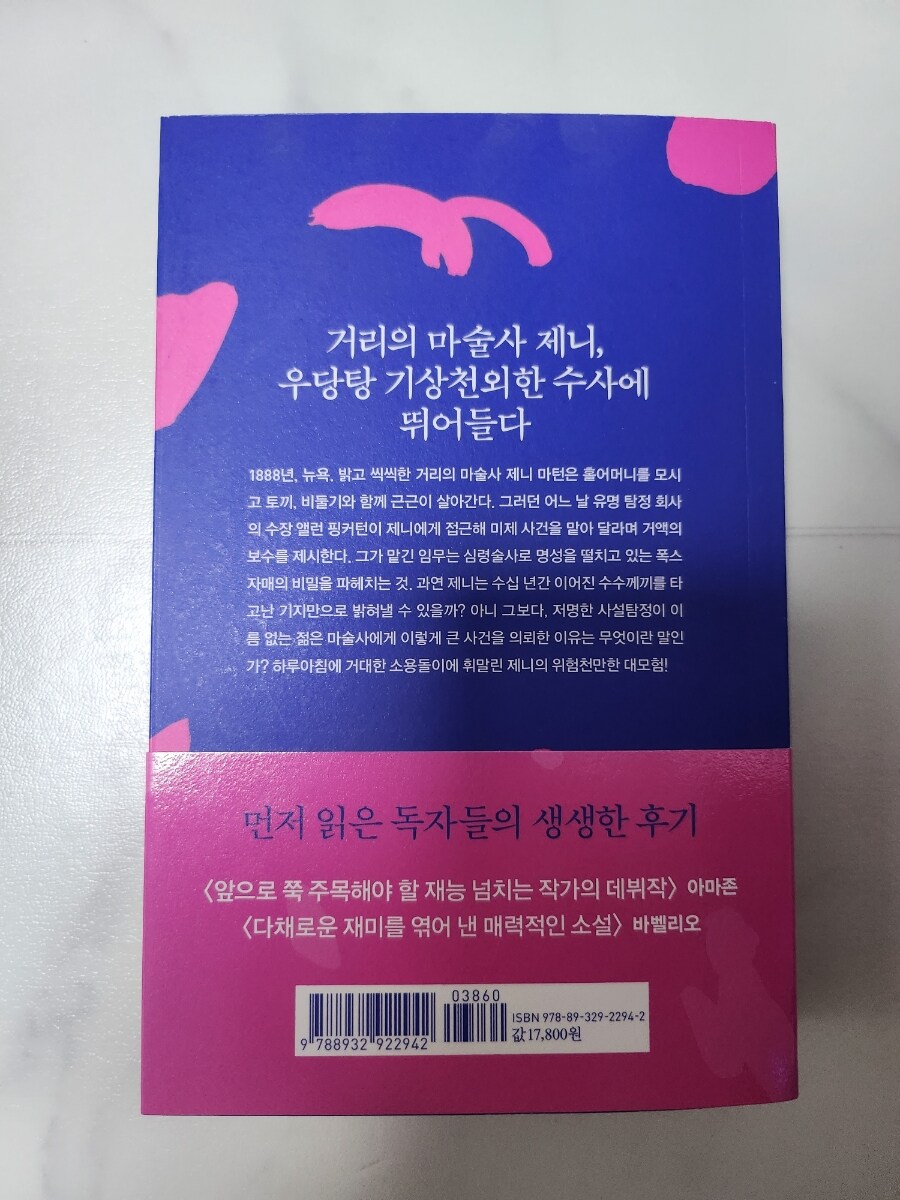 거리의 마술사 제니,
우당탕 기상천외한 수사에
뛰어들다
1888년, 뉴욕. 밝고 씩씩한 거리의 마술사 제니 마턴은 홀어머니를 모시
고 토끼, 비둘기와 함께 근근이 살아간다. 그러던 어느 날 유명 탐정 회사
의 수장 앨런 핑커턴이 제니에게 접근해 미제 사건을 맡아 달라며 거액의
보수를 제시한다. 그가 맡긴 임무는 심령술사로 명성을 떨치고 있는 폭스
자매의 비밀을 파헤치는 것. 과연 제니는 수십 년간 이어진 수수께끼를 타
고난 기지만으로 밝혀낼 수 있을까? 아니 그보다, 저명한 사설탐정이 이
름 없는 젊은 마술사에게 이렇게 큰 사건을 의뢰한 이유는 무엇이란 말인
가? 하루아침에 거대한 소용돌이에 휘말린 제니의 위험천만한 대모험!
먼저 읽은 독자들의 생생한 후기
〈앞으로 쭉 주목해야 할 재능 넘치는 작가의 데뷔작〉 아마존
〈다채로운 재미를 엮어 낸 매력적인 소설〉 바벨리오
03860
ISBN 978-89-329-2294-2
값 17,800원
9 788932 922942